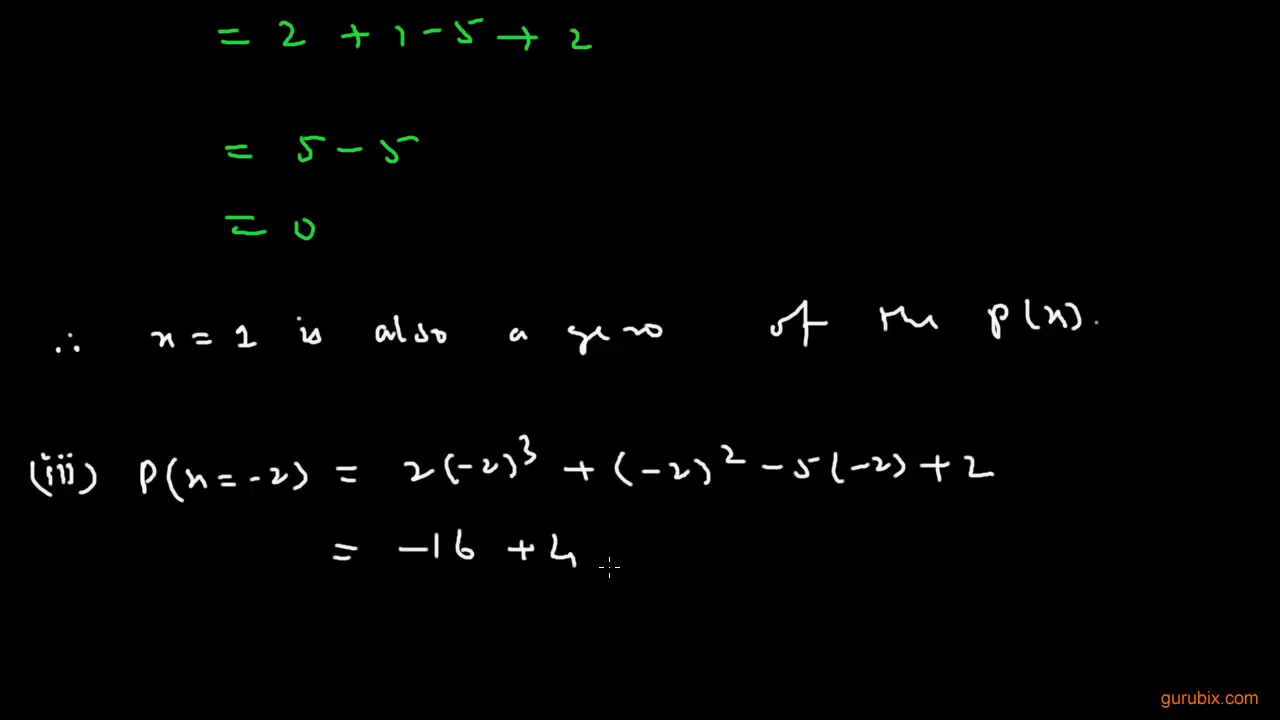 = 2 + 1 - 5 + 2
= 5 - 5
= 0
∴ x = 1 is also a zero of the p(x).
(iii) P(x = -2) = 2(-2)³ + (-2)² - 5(-2) + 2
= -16 + 4
gurubix.com